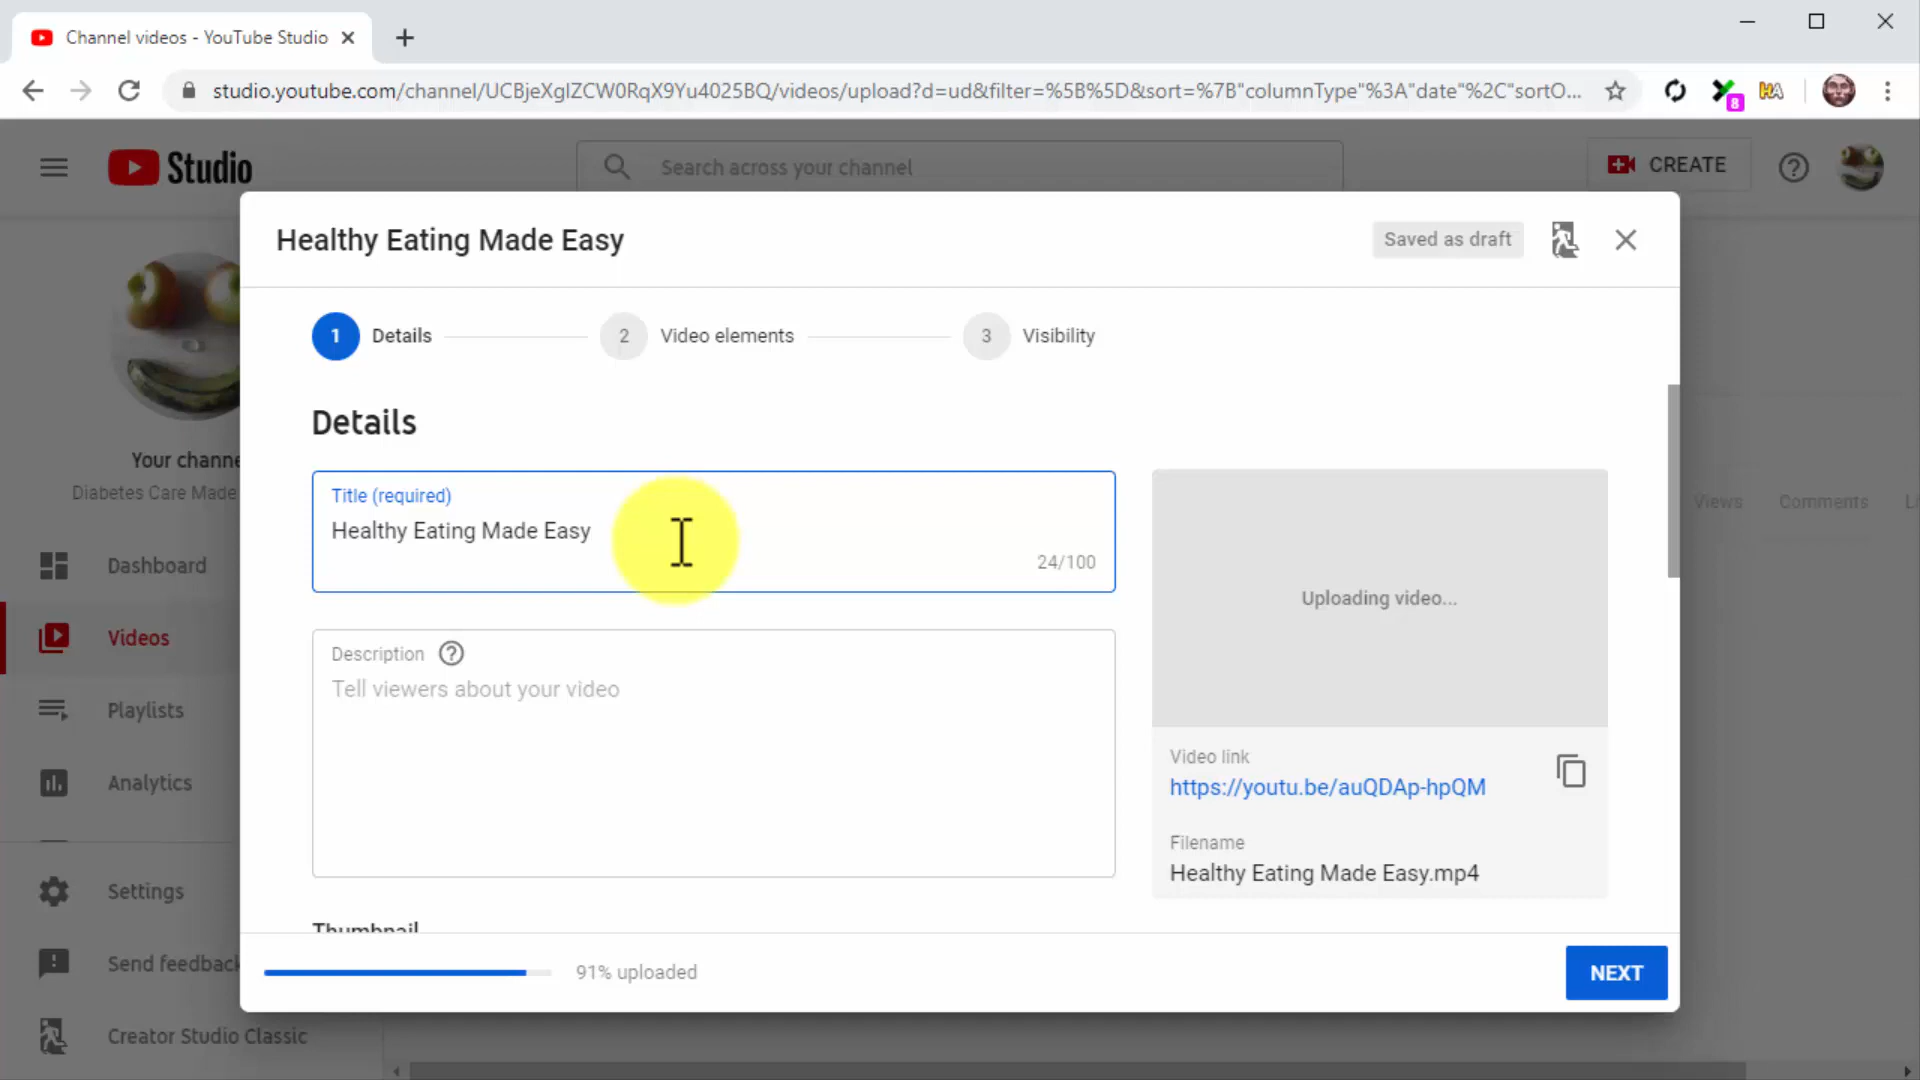 Channel videos - YouTube Studio
studio.youtube.com/channel/UCBjeXglZCW0RqX9Yu4025BQ/videos/upload?d=ud&filter=%5B%5D&sort=%7B"columnType"%3A"date"%2C"sortO...
8
HA
Studio
Search across your channel
CREATE
Healthy Eating Made Easy
Saved as draft
1 Details
2 Video elements
3 Visibility
Details
Title (required)
Healthy Eating Made Easy
24/100
Description
Tell viewers about your video
Thumbnail
Uploading video...
Video link
https://youtu.be/auQDAp-hpQM
Filename
Healthy Eating Made Easy.mp4
91% uploaded
NEXT
Your channe
Diabetes Care Made
Dashboard
Videos
Playlists
Analytics
Settings
Send feedback
Creator Studio Classic
Views
Comments
Li